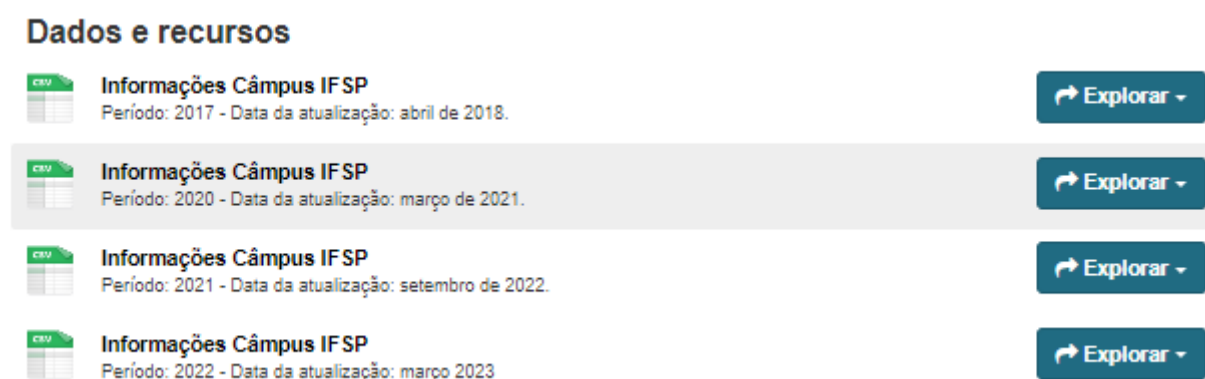 Dados e recursos
CSV
Informações Câmpus IFSP
Período: 2017 - Data da atualização: abril de 2018.
Explorar
CSV
Informações Câmpus IFSP
Período: 2020 - Data da atualização: março de 2021.
Explorar
CSV
Informações Câmpus IFSP
Período: 2021 - Data da atualização: setembro de 2022.
Explorar
CSV
Informações Câmpus IFSP
Período: 2022 - Data da atualização: março 2023
Explorar